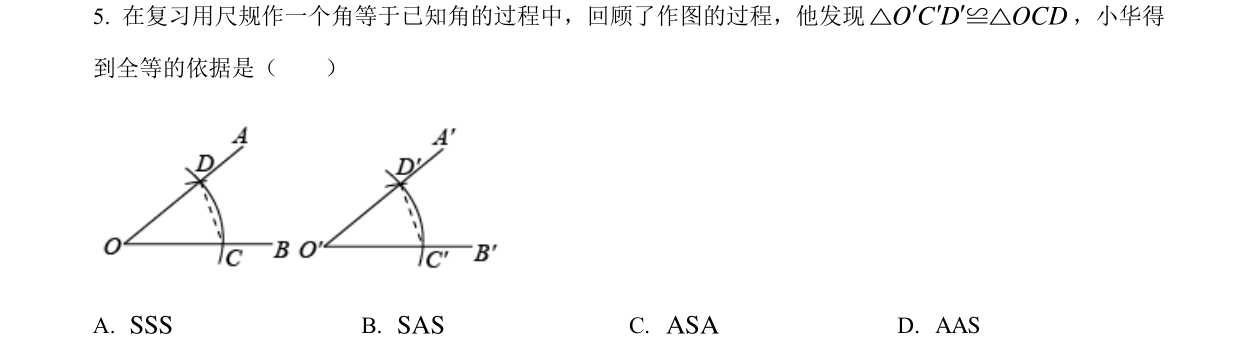 5. 在复习用尺规作一个角等于已知角的过程中，回顾了作图的过程，他发现△O′C′D′≌△OCD，小华得
到全等的依据是（　　）
A A′
D D′
O C B O′ C′ B′
A. SSS B. SAS C. ASA D. AAS